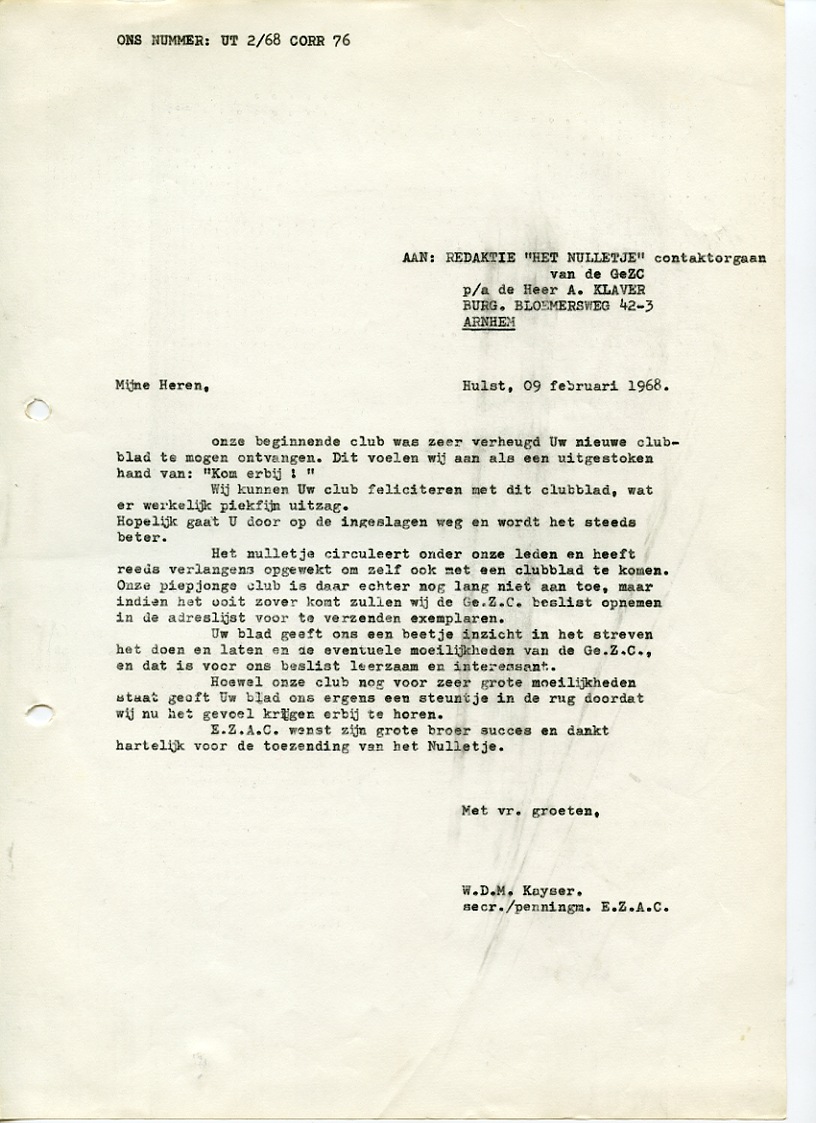 ONS NUMMER: UT 2/68 CORR 76
AAN: REDAKTIE "HET NULLETJE" contaktorgaan
van de GeZC
p/a de Heer A. KLAVER
BURG. BLOEMERSWEG 42-3
ARNHEM
Mijne Heren,
Hulst, 09 februari 1968.
onze beginnende club was zeer verheugd Uw nieuwe club-
blad te mogen ontvangen. Dit voelen wij aan als een uitgestoken
hand van: "Kom erbij ! "
Wij kunnen Uw club feliciteren met dit clubblad, wat
er werkelijk piekfijn uitzag.
Hopelijk gaat U door op de ingeslagen weg en wordt het steeds
beter.
Het nulletje circuleert onder onze leden en heeft
reeds verlangens opgewekt om zelf ook met een clubblad te komen.
Onze piepjonge club is daar echter nog lang niet aan toe, maar
indien het ooit zover komt zullen wij de Ge.Z.C. beslist opnemen
in de adreslijst voor te verzenden exemplaren.
Uw blad geeft ons een beetje inzicht in het streven
het doen en laten en de eventuele moeilijkheden van de Ge.Z.C.,
en dat is voor ons beslist leerzaam en interessant.
Hoewel onze club nog voor zeer grote moeilijkheden
staat geeft Uw blad ons ergens een steuntje in de rug doordat
wij nu het gevoel krijgen erbij te horen.
E.Z.A.C. wenst zijn grote broer succes en dankt
hartelijk voor de toezending van het Nulletje.
Met vr. groeten,
W.D.M. Kayser.
secr./penningm. E.Z.A.C.